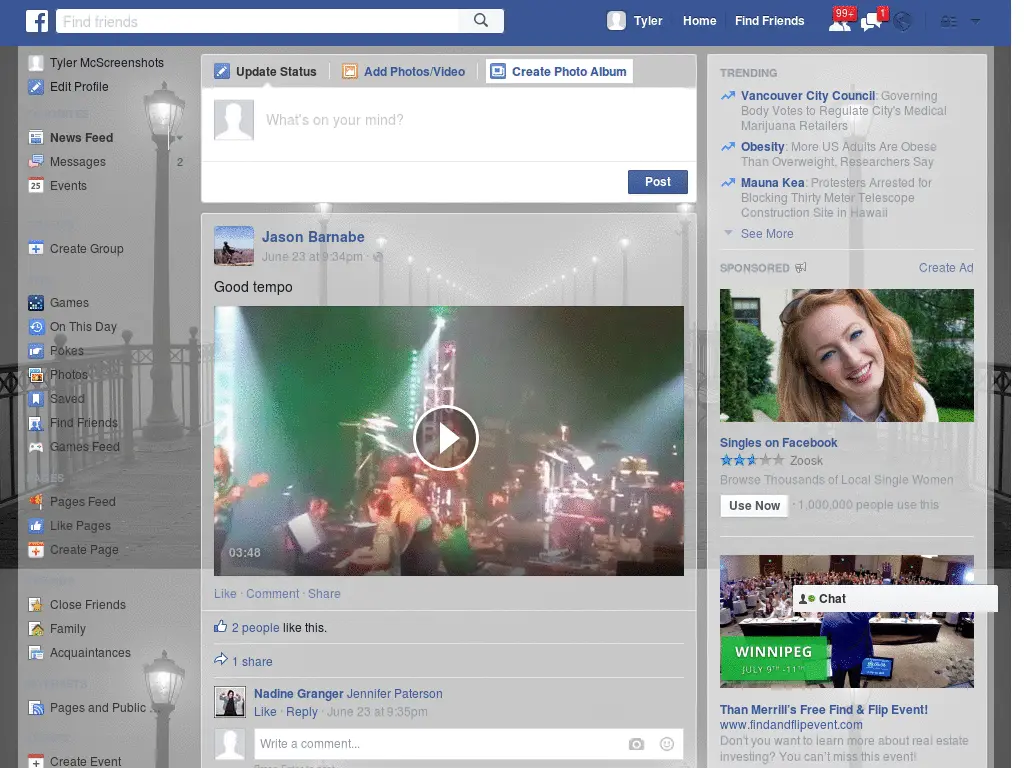 Find friends
Tyler
Home
Find Friends
99+
1
Tyler McScreenshots
Edit Profile
News Feed
Messages
2
25
Events
Create Group
Games
On This Day
Pokes
Photos
Saved
Find Friends
Games Feed
PAGES
Pages Feed
Like Pages
Create Page
Close Friends
Family
Acquaintances
Pages and Public ...
Create Event
Update Status
Add Photos/Video
Create Photo Album
What's on your mind?
Post
Jason Barnabe
June 23 at 9:34pm ·
Good tempo
03:48
Like · Comment · Share
2 people like this.
1 share
Nadine Granger Jennifer Paterson
Like · Reply · June 23 at 9:35pm
Write a comment...
TRENDING
Vancouver City Council: Governing
Body Votes to Regulate City's Medical
Marijuana Retailers
Obesity: More US Adults Are Obese
Than Overweight, Researchers Say
Mauna Kea: Protesters Arrested for
Blocking Thirty Meter Telescope
Construction Site in Hawaii
See More
SPONSORED
Create Ad
Singles on Facebook
Zoosk
Browse Thousands of Local Single Women
Use Now · 1,000,000 people use this
Chat
WINNIPEG
JULY 9TH -11TH
Than Merrill's Free Find & Flip Event!
www.findandflipevent.com
Don't you want to learn more about real estate
investing? You can't miss this event!